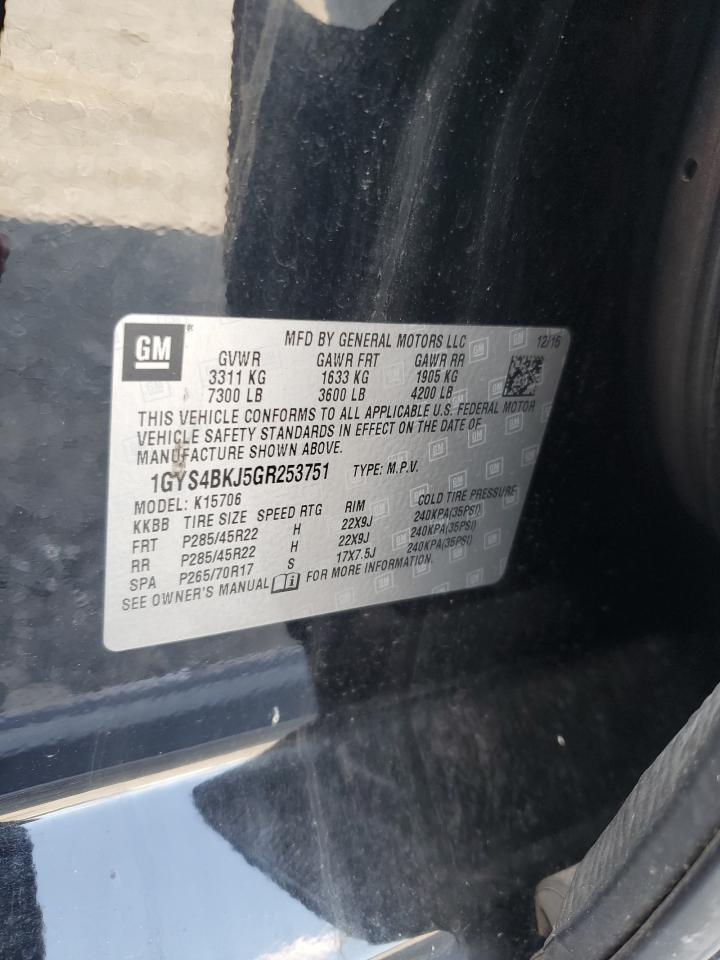 GM ®
MFD BY GENERAL MOTORS LLC 12/15
GVWR GAWR FRT GAWR RR
3311 KG 1633 KG 1905 KG
7300 LB 3600 LB 4200 LB
THIS VEHICLE CONFORMS TO ALL APPLICABLE U.S. FEDERAL MOTOR
VEHICLE SAFETY STANDARDS IN EFFECT ON THE DATE OF
MANUFACTURE SHOWN ABOVE.
1GYS4BKJ5GR253751 TYPE: M.P.V.
MODEL: K15706
KKBB TIRE SIZE SPEED RTG RIM COLD TIRE PRESSURE
FRT P285/45R22 H 22X9J 240KPA(35PSI)
RR P285/45R22 H 22X9J 240KPA(35PSI)
SPA P265/70R17 S 17X7.5J 240KPA(35PSI)
SEE OWNER'S MANUAL FOR MORE INFORMATION.